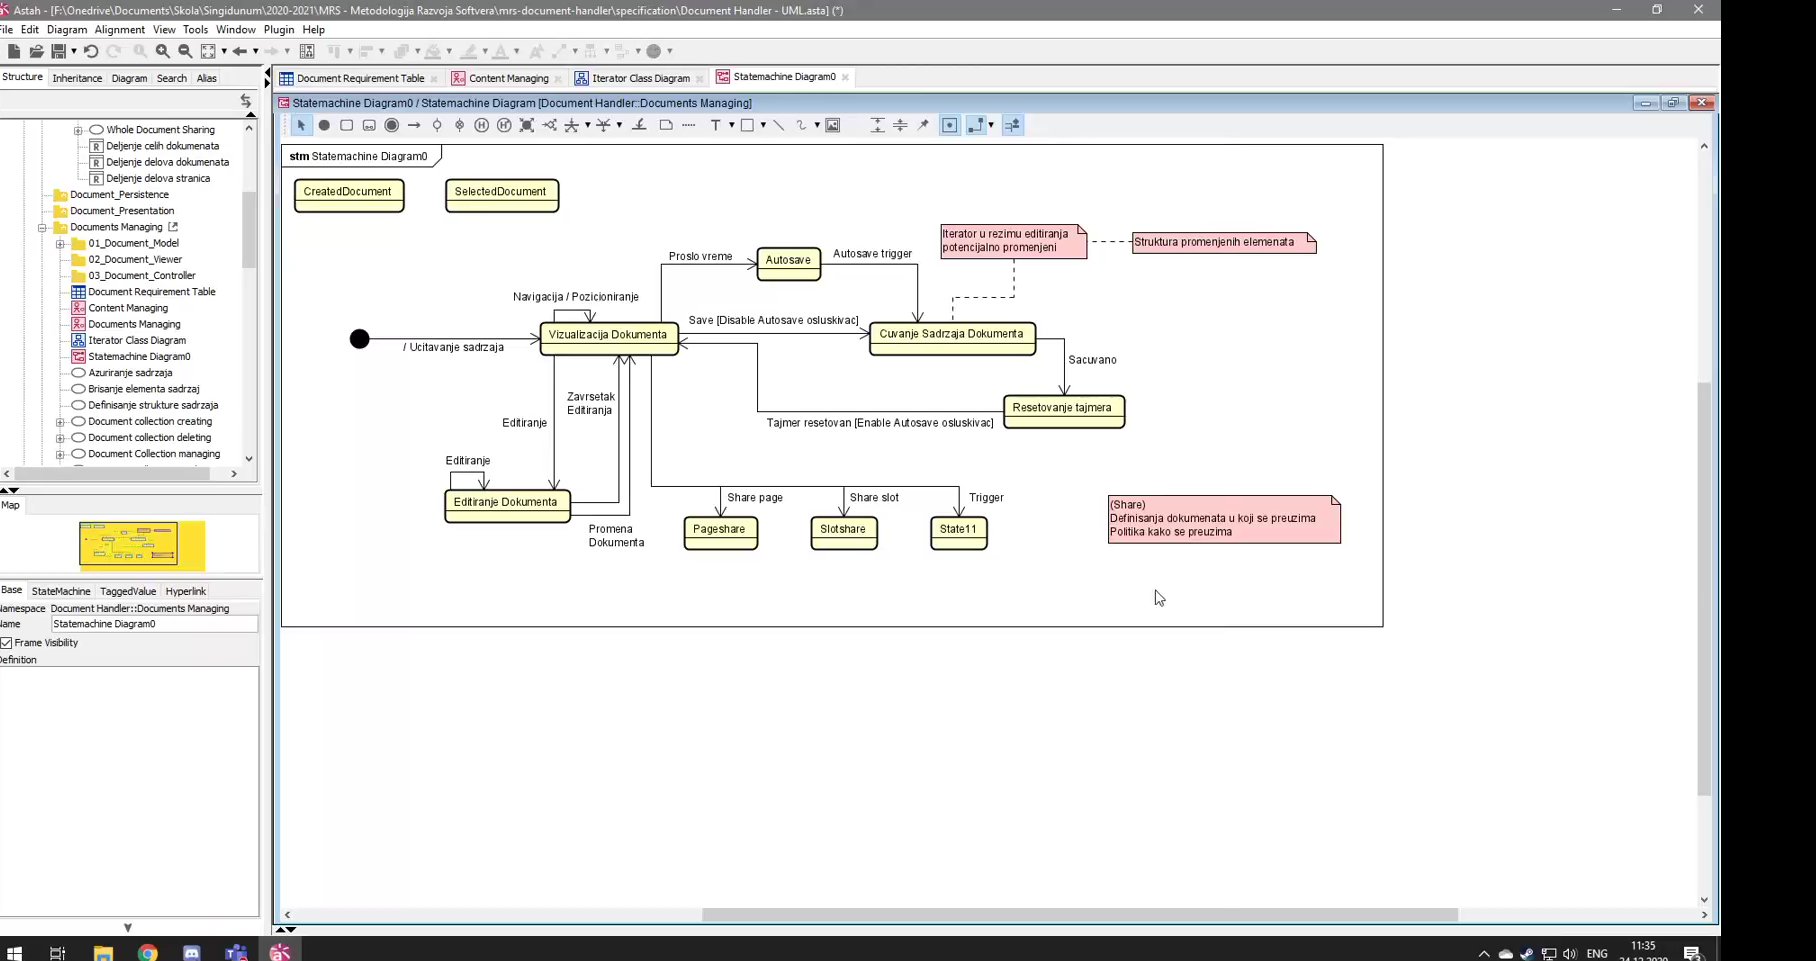 Astah - [F:\Onedrive\Documents\Skola\Singidunum\2020-2021\MRS - Metodologija Razvoja Softvera\mrs-document-handler\specification\Document Handler - UML.asta] (*)
File Edit Diagram Alignment View Tools Window Plugin Help
Structure Inheritance Diagram Search Alias
Document Requirement Table
Content Managing
Iterator Class Diagram
Statemachine Diagram0
Statemachine Diagram0 / Statemachine Diagram [Document Handler::Documents Managing]
Whole Document Sharing
Deljenje celih dokumenata
Deljenje delova dokumenata
Deljenje delova stranica
Document_Persistence
Document_Presentation
Documents Managing
01_Document_Model
02_Document_Viewer
03_Document_Controller
Document Requirement Table
Content Managing
Documents Managing
Iterator Class Diagram
Statemachine Diagram0
Azuriranje sadrzaja
Brisanje elementa sadrzaj
Definisanje strukture sadrzaja
Document collection creating
Document collection deleting
Document Collection managing
Map
Base StateMachine TaggedValue Hyperlink
Namespace Document Handler::Documents Managing
Name Statemachine Diagram0
Frame Visibility
Definition
stm Statemachine Diagram0
CreatedDocument
SelectedDocument
Iterator u rezimu editiranja
potencijalno promenjeni
Struktura promenjenih elemenata
Proslo vreme
Autosave
Autosave trigger
Navigacija / Pozicioniranje
/ Ucitavanje sadrzaja
Vizualizacija Dokumenta
Save [Disable Autosave osluskivac]
Cuvanje Sadrzaja Dokumenta
Sacuvano
Resetovanje tajmera
Tajmer resetovan [Enable Autosave osluskivac]
Editiranje
Zavrsetak
Editiranja
Editiranje
Editiranje Dokumenta
Promena
Dokumenta
Share page
Share slot
Trigger
Pageshare
Slotshare
State11
(Share)
Definisanja dokumenata u koji se preuzima
Politika kako se preuzima
ENG
11:35